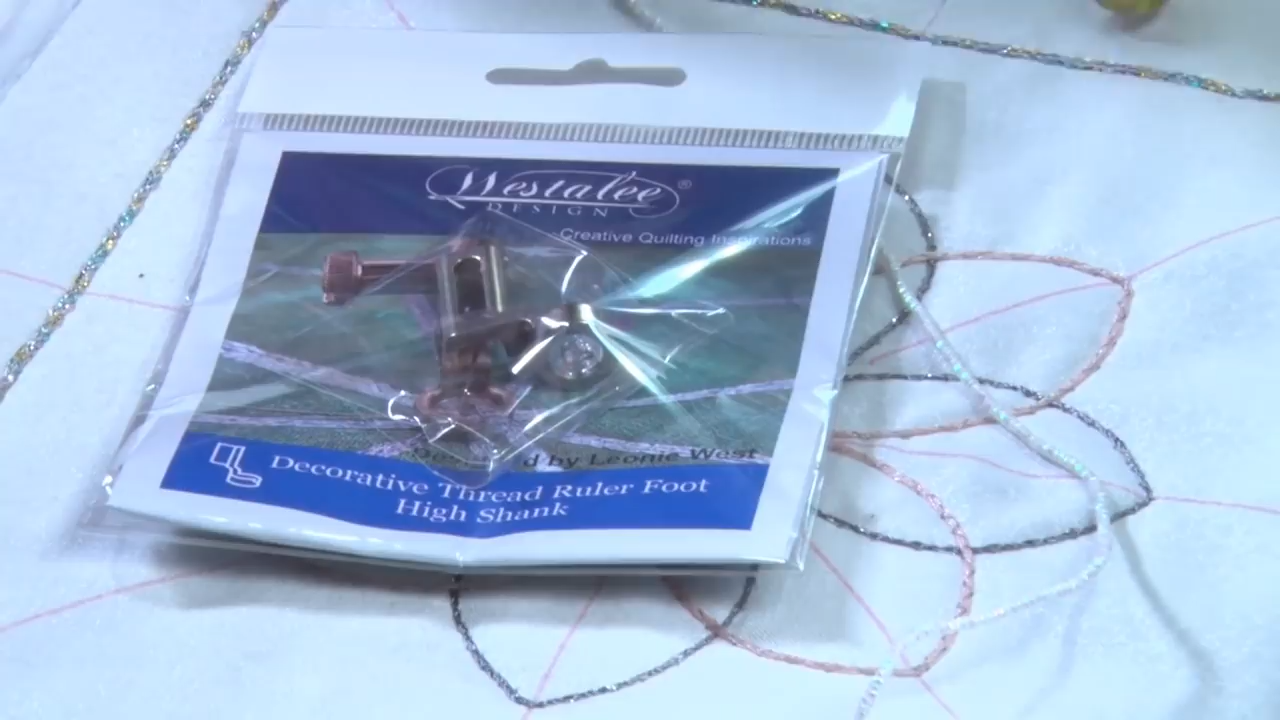 Westalee®
DESIGN
Creative Quilting Inspirations
d by Leonie West
Decorative Thread Ruler Foot
High Shank